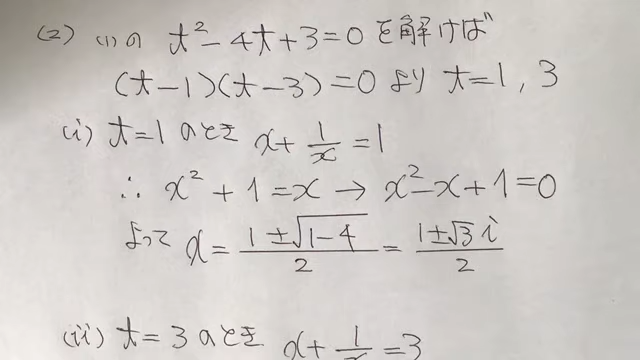 (2) (1)の t²-4t+3=0 を解けば
(t-1)(t-3)=0 より t=1, 3
(i) t=1 のとき x+1/x=1
∴ x²+1=x → x²-x+1=0
よって x=(1±√(1-4))/2=(1±√3 i)/2
(ii) t=3 のとき x+1/x=3